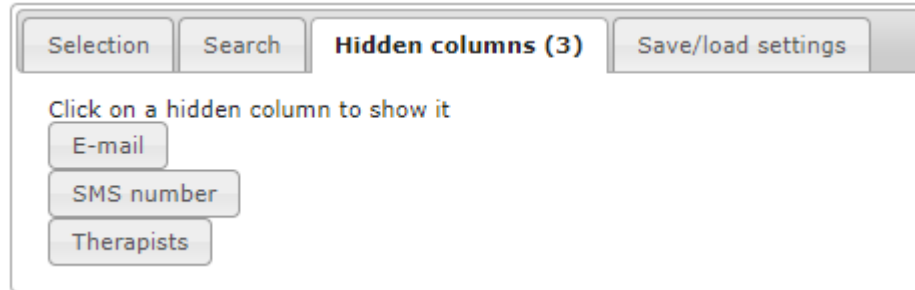 Selection Search Hidden columns (3) Save/load settings
Click on a hidden column to show it
E-mail
SMS number
Therapists